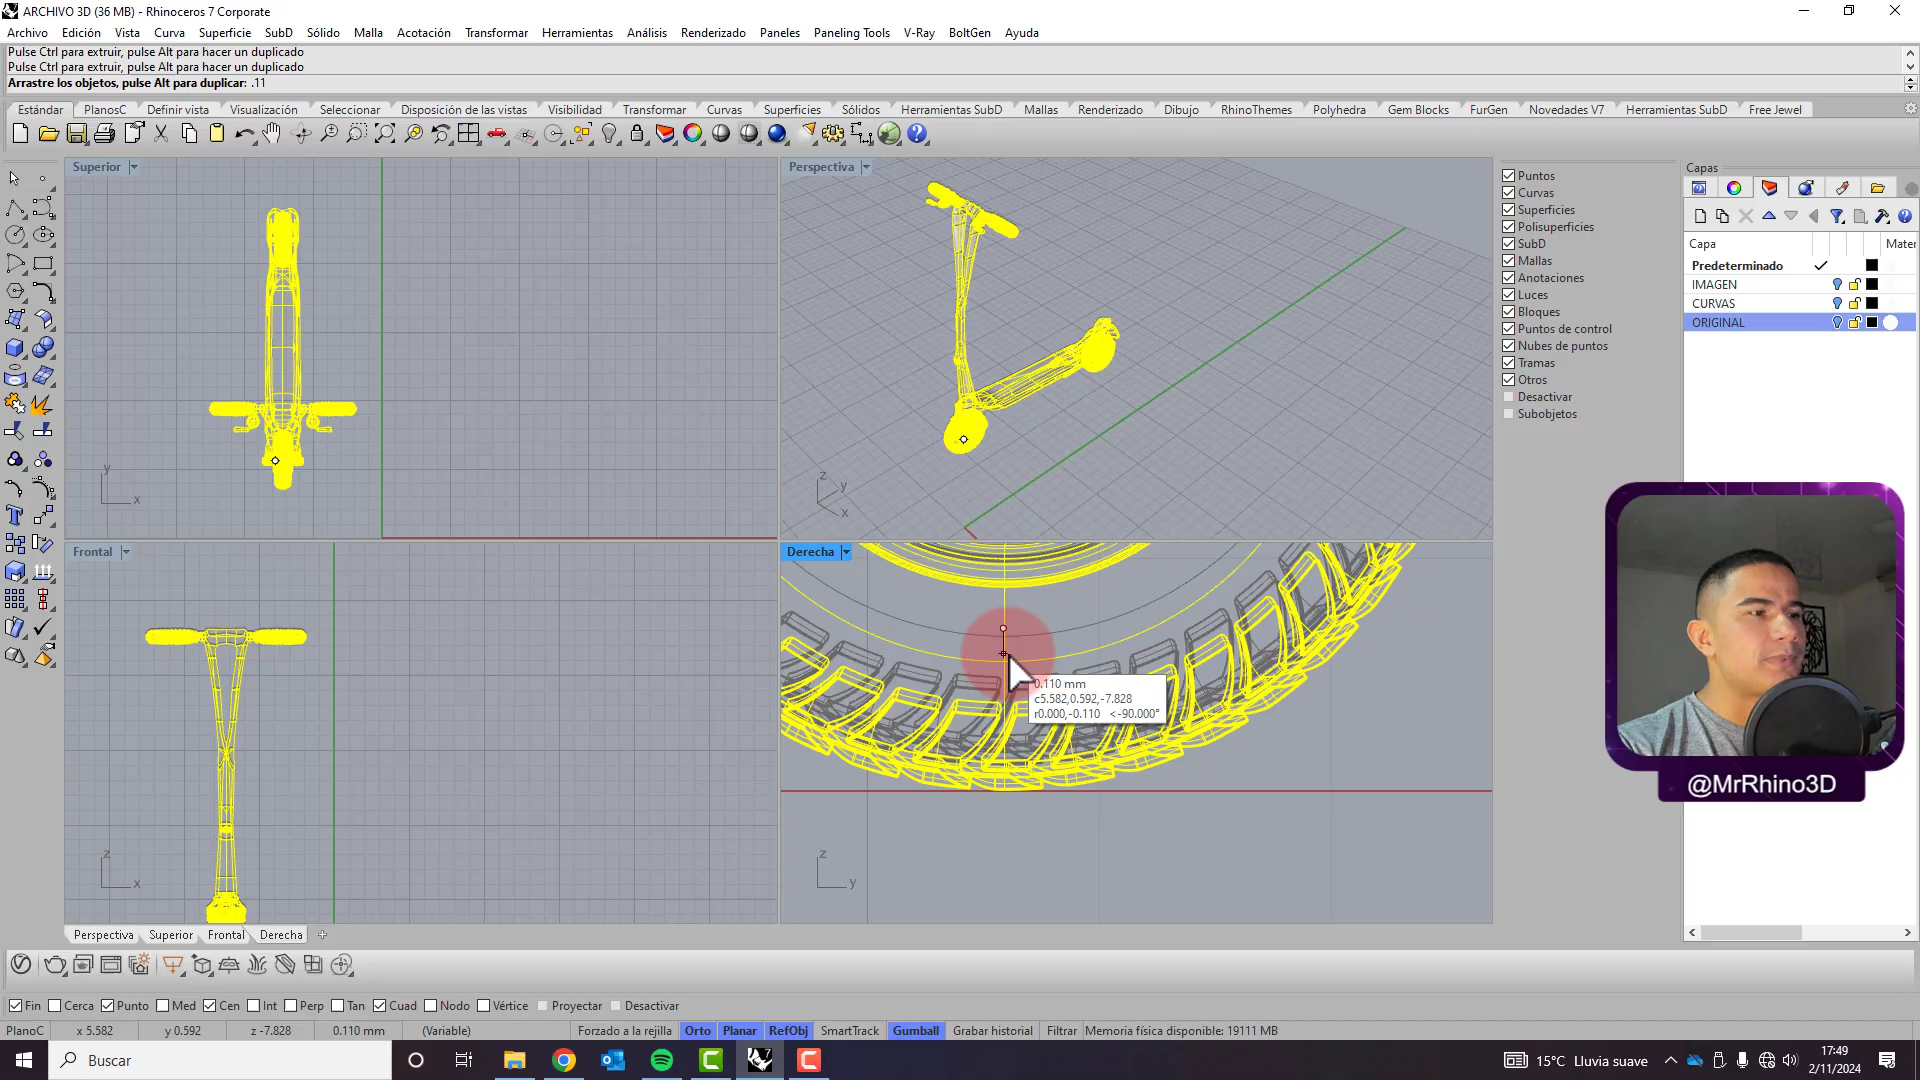 ARCHIVO 3D (36 MB) - Rhinoceros 7 Corporate
Archivo Edición Vista Curva Superficie SubD Sólido Malla Acotación Transformar Herramientas Análisis Renderizado Paneles Paneling Tools V-Ray BoltGen Ayuda
Pulse Ctrl para extruir, pulse Alt para hacer un duplicado
Pulse Ctrl para extruir, pulse Alt para hacer un duplicado
Arrastre los objetos, pulse Alt para duplicar: .11
Estándar PlanosC Definir vista Visualización Seleccionar Disposición de las vistas Visibilidad Transformar Curvas Superficies Sólidos Herramientas SubD Mallas Renderizado Dibujo RhinoThemes Polyhedra Gem Blocks FurGen Novedades V7 Herramientas SubD Free Jewel
Superior
Perspectiva
Puntos
Curvas
Superficies
Polisuperficies
SubD
Mallas
Anotaciones
Luces
Bloques
Puntos de control
Nubes de puntos
Tramas
Otros
Desactivar
Subobjetos
Capas
Capa Mater
Predeterminado
IMAGEN
CURVAS
ORIGINAL
y
x
z
y
x
Frontal
Derecha
0.110 mm
c5.582,0.592,-7.828
r0.000,-0.110 <-90.000°
@MrRhino3D
z
x
z
y
Perspectiva Superior Frontal Derecha
Fin Cerca Punto Med Cen Int Perp Tan Cuad Nodo Vértice Proyectar Desactivar
PlanoC x 5.582 y 0.592 z -7.828 0.110 mm (Variable) Forzado a la rejilla Orto Planar RefObj SmartTrack Gumball Grabar historial Filtrar Memoria física disponible: 19111 MB
Buscar
15°C Lluvia suave
17:49
2/11/2024